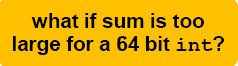 what if sum is too
large for a 64 bit int?